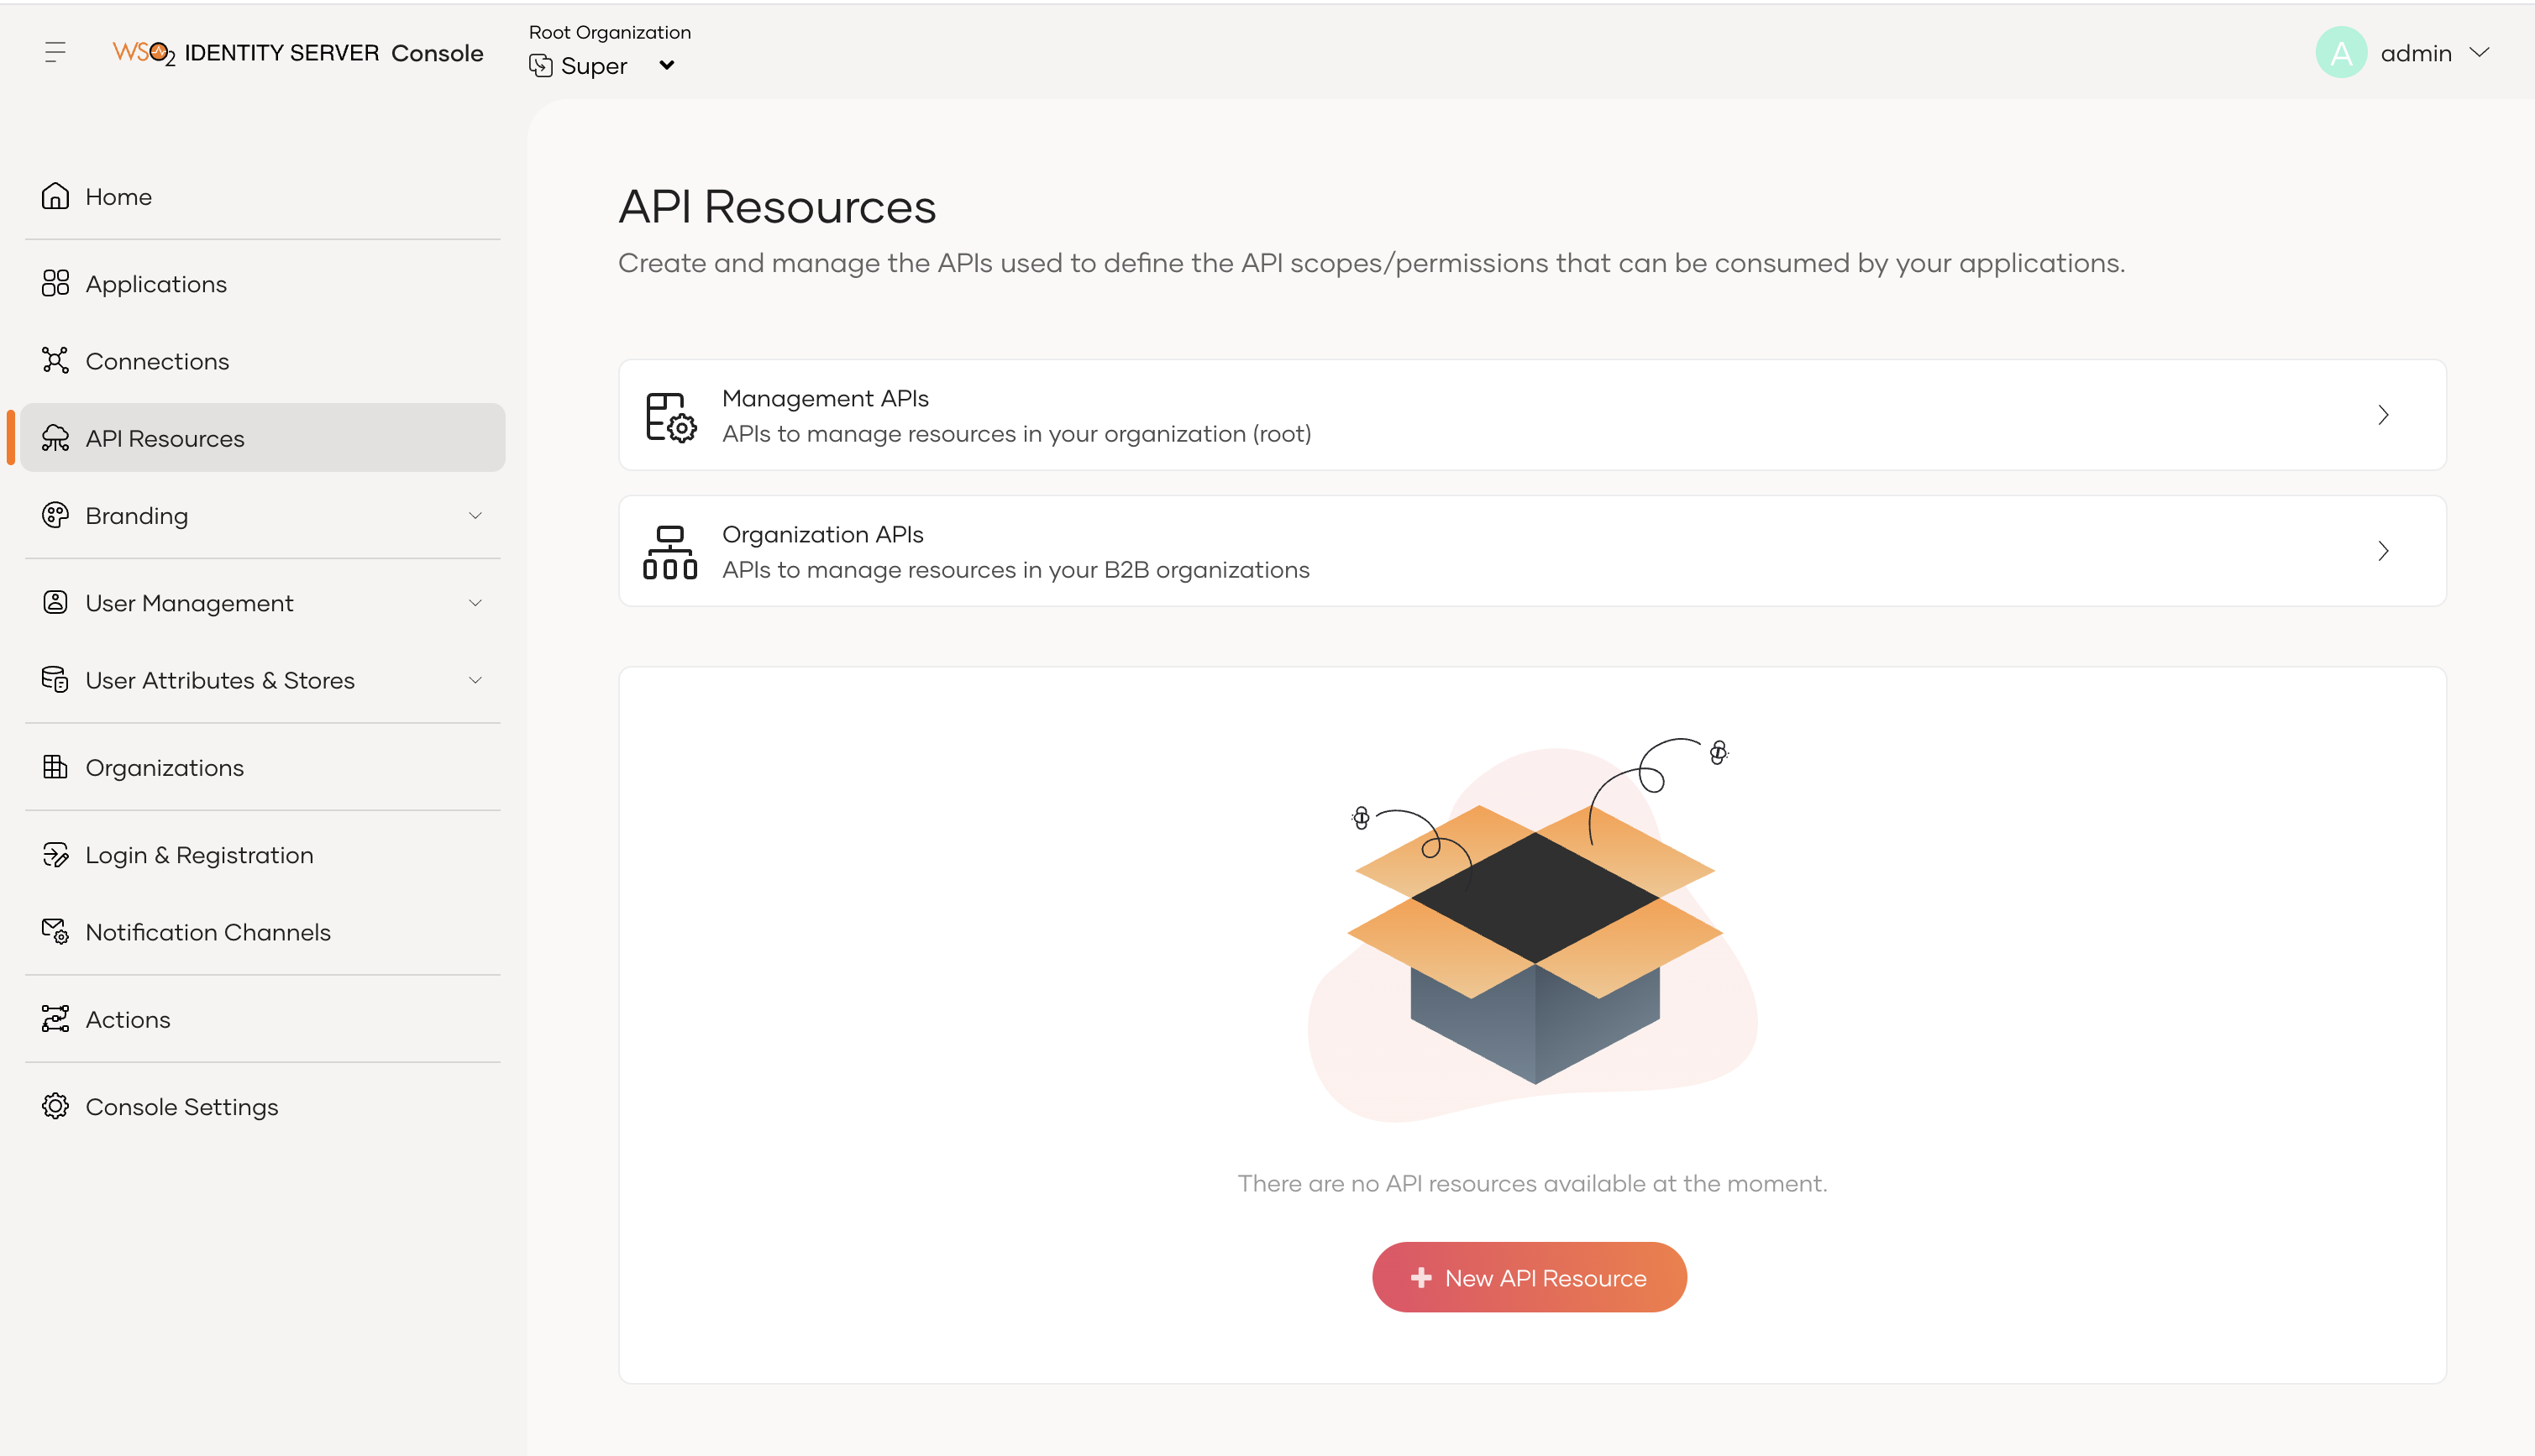 WSO2 IDENTITY SERVER Console
Root Organization
Super
A
admin
Home
Applications
Connections
API Resources
Branding
User Management
User Attributes & Stores
Organizations
Login & Registration
Notification Channels
Actions
Console Settings
API Resources
Create and manage the APIs used to define the API scopes/permissions that can be consumed by your applications.
Management APIs
APIs to manage resources in your organization (root)
Organization APIs
APIs to manage resources in your B2B organizations
There are no API resources available at the moment.
New API Resource